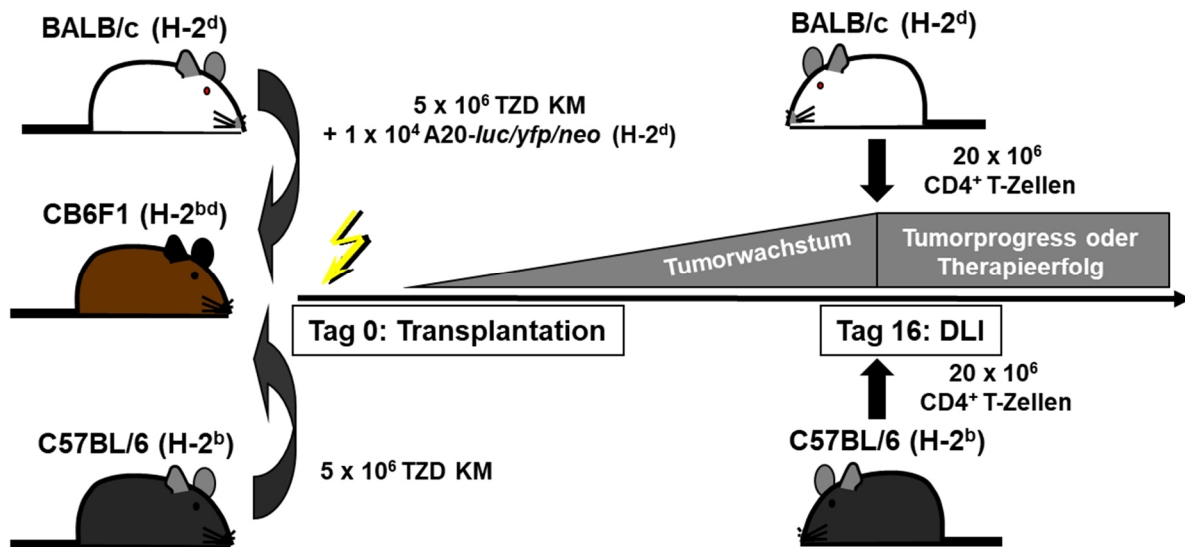 BALB/c (H-2ᵈ)
5 x 10⁶ TZD KM
+ 1 x 10⁴ A20-luc/yfp/neo (H-2ᵈ)
CB6F1 (H-2ᵇᵈ)
C57BL/6 (H-2ᵇ)
5 x 10⁶ TZD KM
BALB/c (H-2ᵈ)
20 x 10⁶
CD4⁺ T-Zellen
Tumorwachstum
Tumorprogress oder
Therapieerfolg
Tag 0: Transplantation
Tag 16: DLI
20 x 10⁶
CD4⁺ T-Zellen
C57BL/6 (H-2ᵇ)